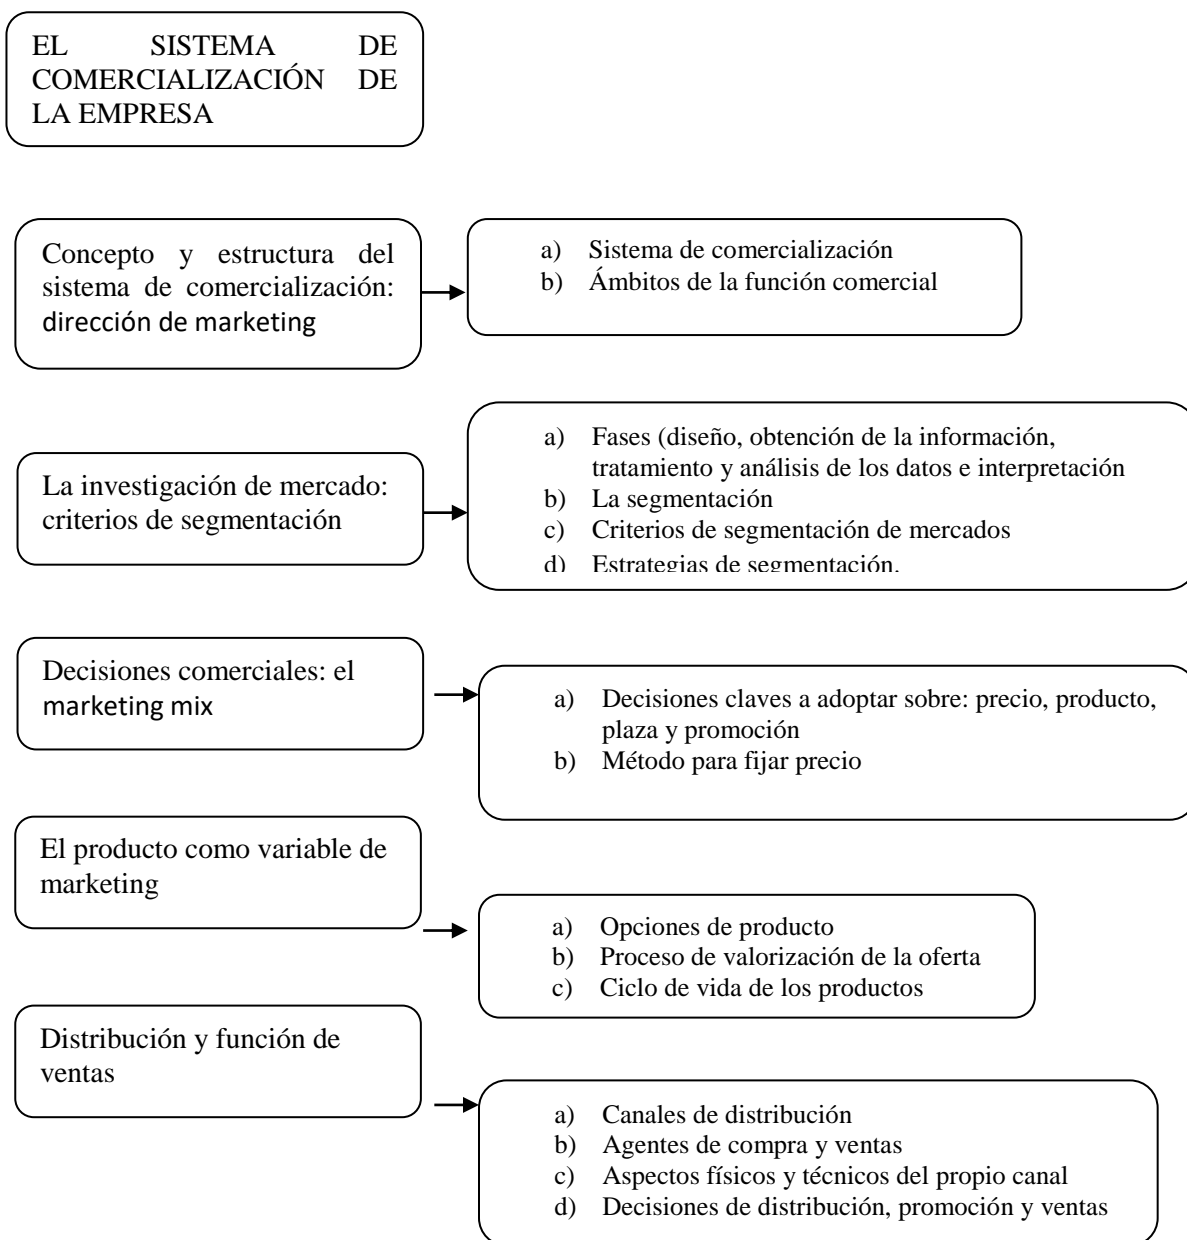 EL SISTEMA DE
COMERCIALIZACIÓN DE
LA EMPRESA
Concepto y estructura del
sistema de comercialización:
dirección de marketing
a) Sistema de comercialización
b) Ámbitos de la función comercial
La investigación de mercado:
criterios de segmentación
a) Fases (diseño, obtención de la información,
tratamiento y análisis de los datos e interpretación
b) La segmentación
c) Criterios de segmentación de mercados
d) Estrategias de segmentación.
Decisiones comerciales: el
marketing mix
a) Decisiones claves a adoptar sobre: precio, producto,
plaza y promoción
b) Método para fijar precio
El producto como variable de
marketing
a) Opciones de producto
b) Proceso de valorización de la oferta
c) Ciclo de vida de los productos
Distribución y función de
ventas
a) Canales de distribución
b) Agentes de compra y ventas
c) Aspectos físicos y técnicos del propio canal
d) Decisiones de distribución, promoción y ventas